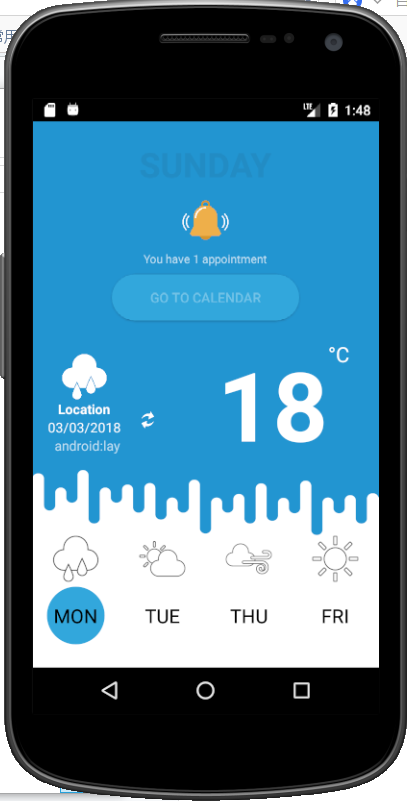 LTE 1:48
SUNDAY
You have 1 appointment
GO TO CALENDAR
°C
18
Location
03/03/2018
android:lay
MON TUE THU FRI